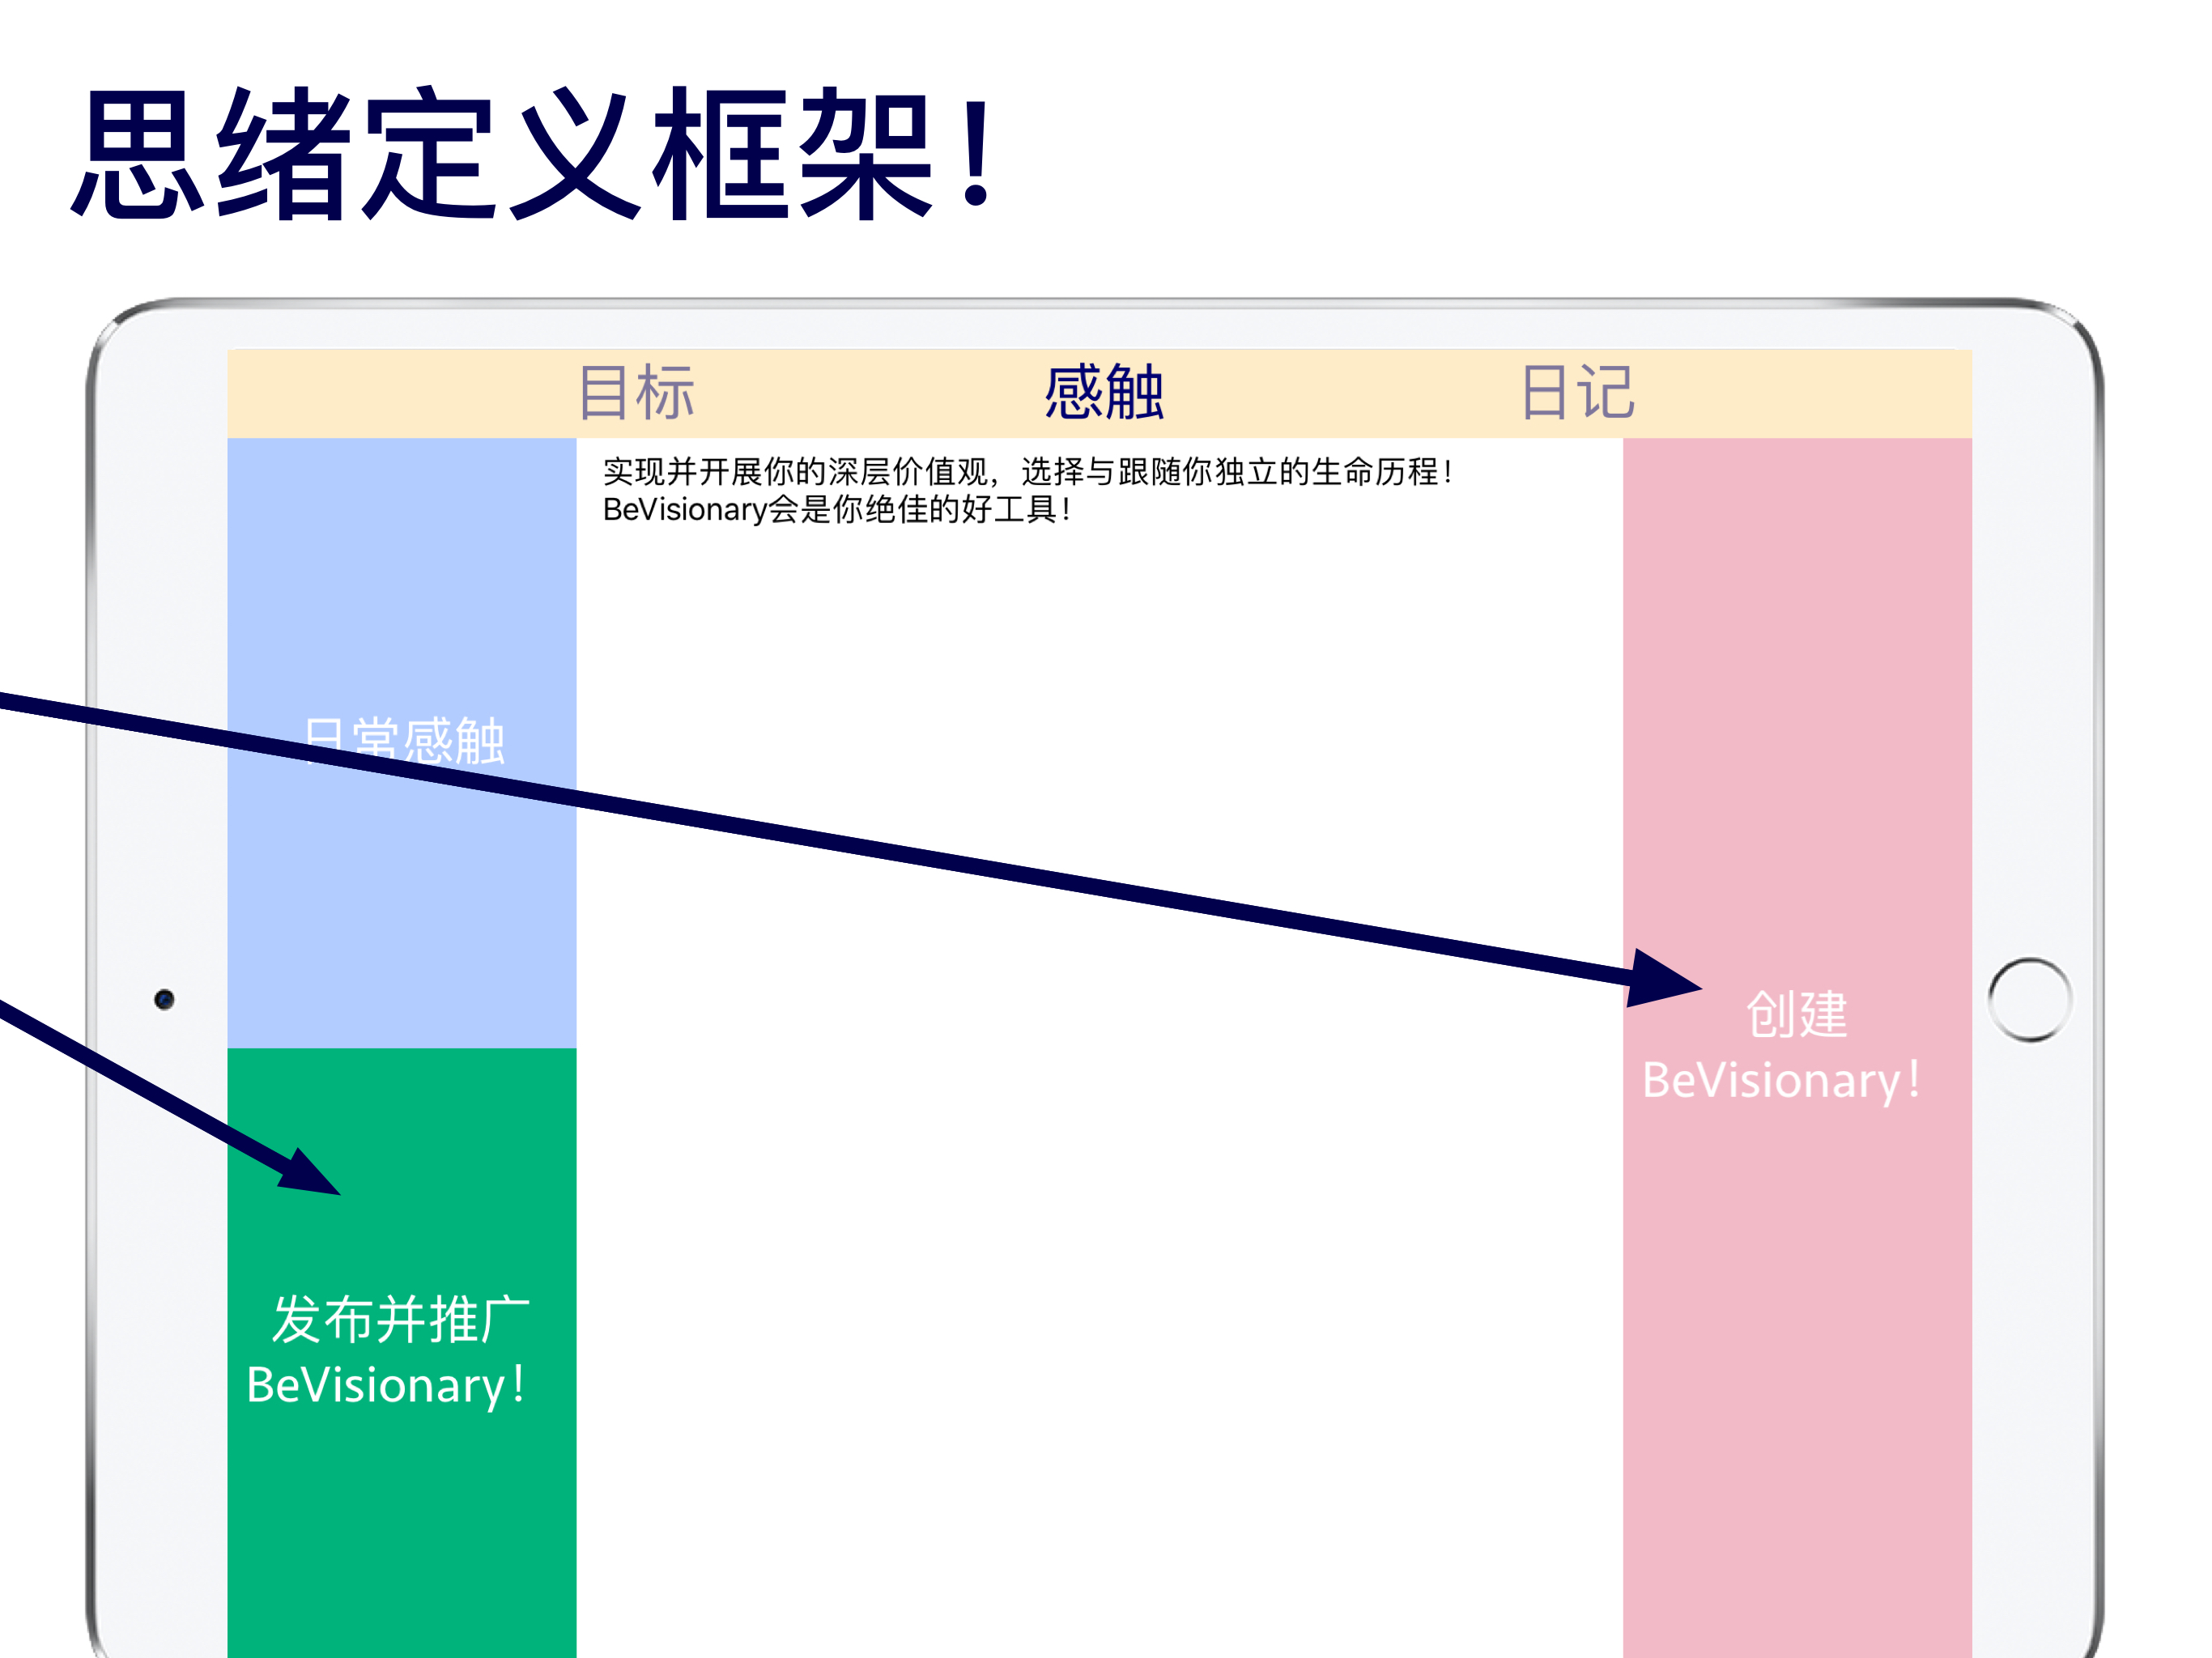 思绪定义框架！
目标 感触 日记
实现并开展你的深层价值观，选择与跟随你独立的生命历程！
BeVisionary会是你绝佳的好工具！
日常感触
创建
BeVisionary！
发布并推广
BeVisionary！